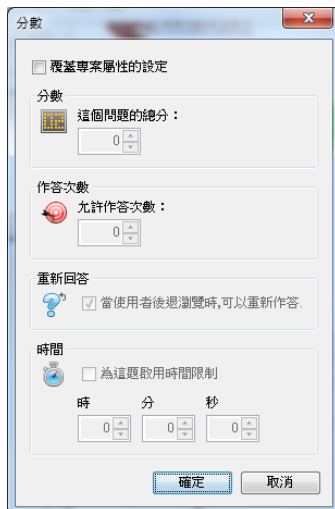 分數
覆蓋專案屬性的設定
分數
這個問題的總分：
0
作答次數
允許作答次數：
0
重新回答
當使用者後退瀏覽時,可以重新作答.
時間
為這題啟用時間限制
時 分 秒
0 0 0
確定 取消